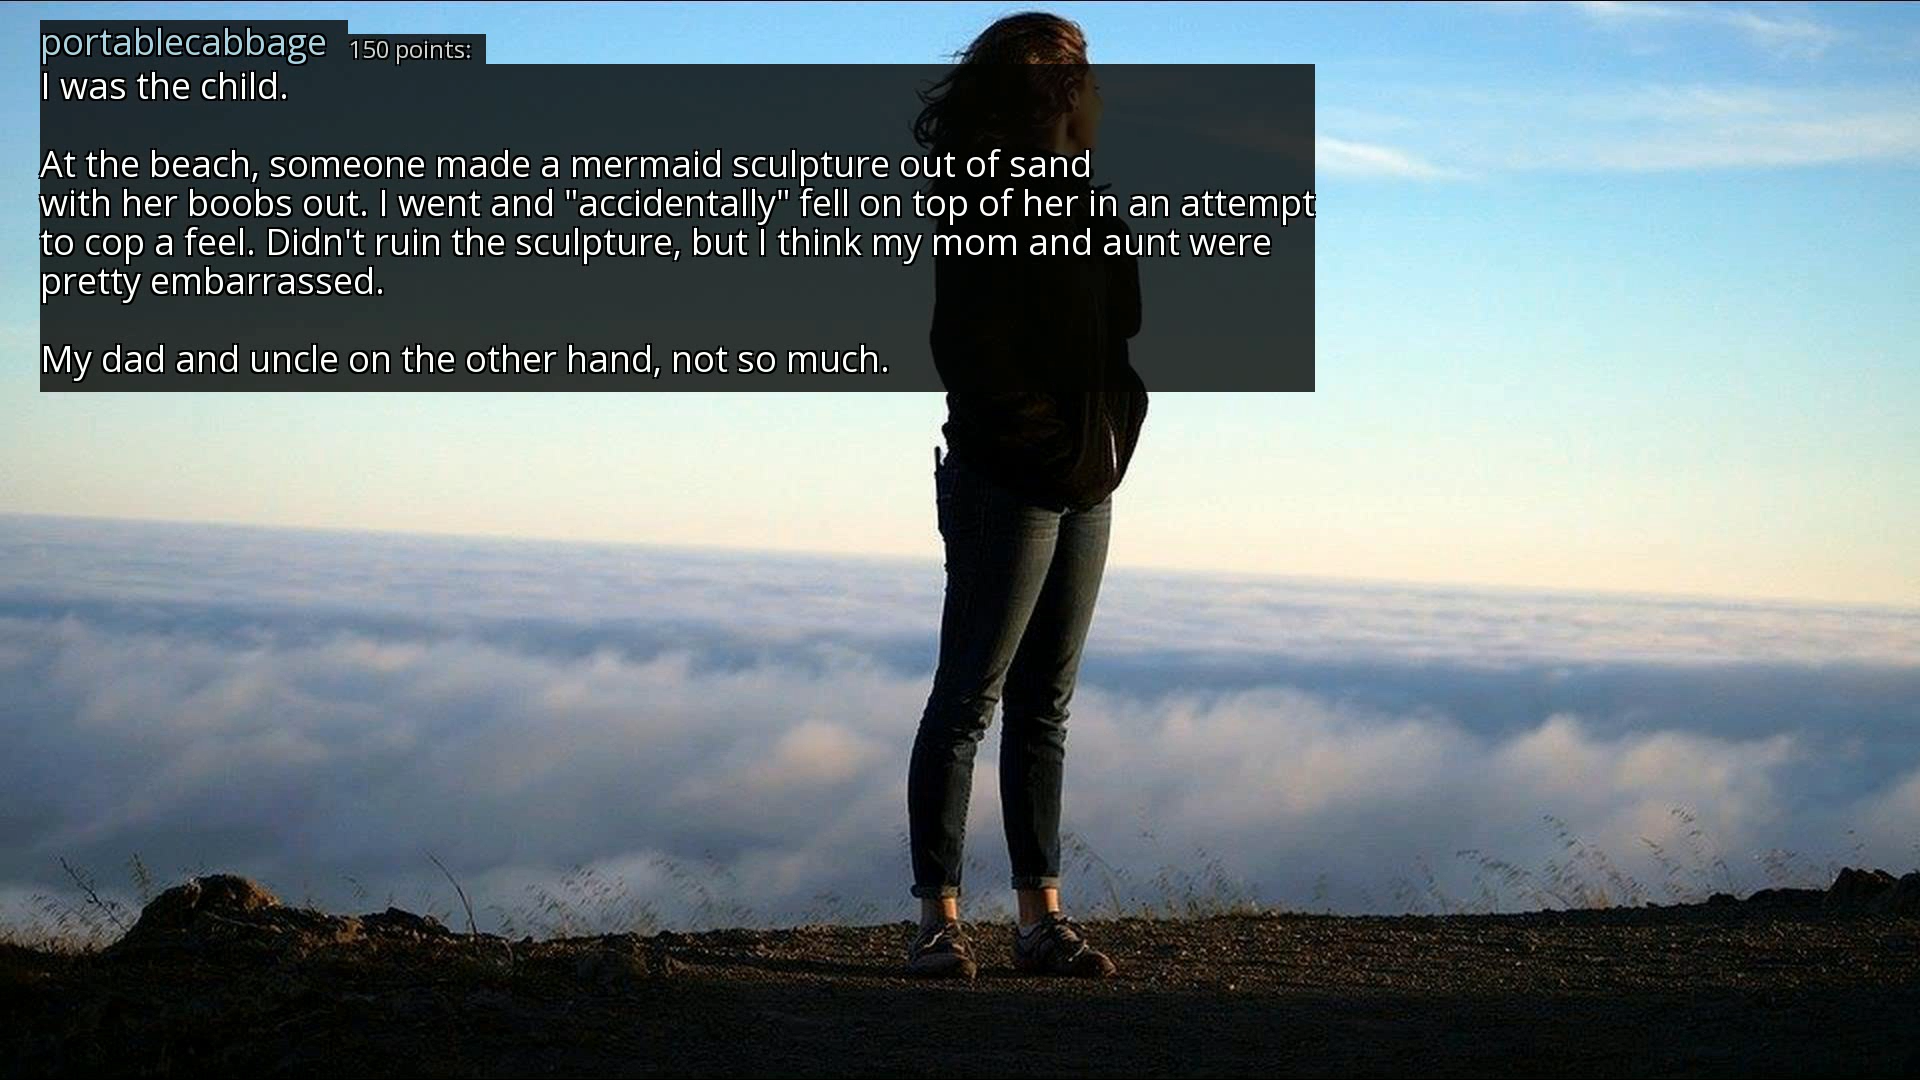 portablecabbage 150 points:
I was the child.
At the beach, someone made a mermaid sculpture out of sand
with her boobs out. I went and "accidentally" fell on top of her in an attempt
to cop a feel. Didn't ruin the sculpture, but I think my mom and aunt were
pretty embarrassed.
My dad and uncle on the other hand, not so much.